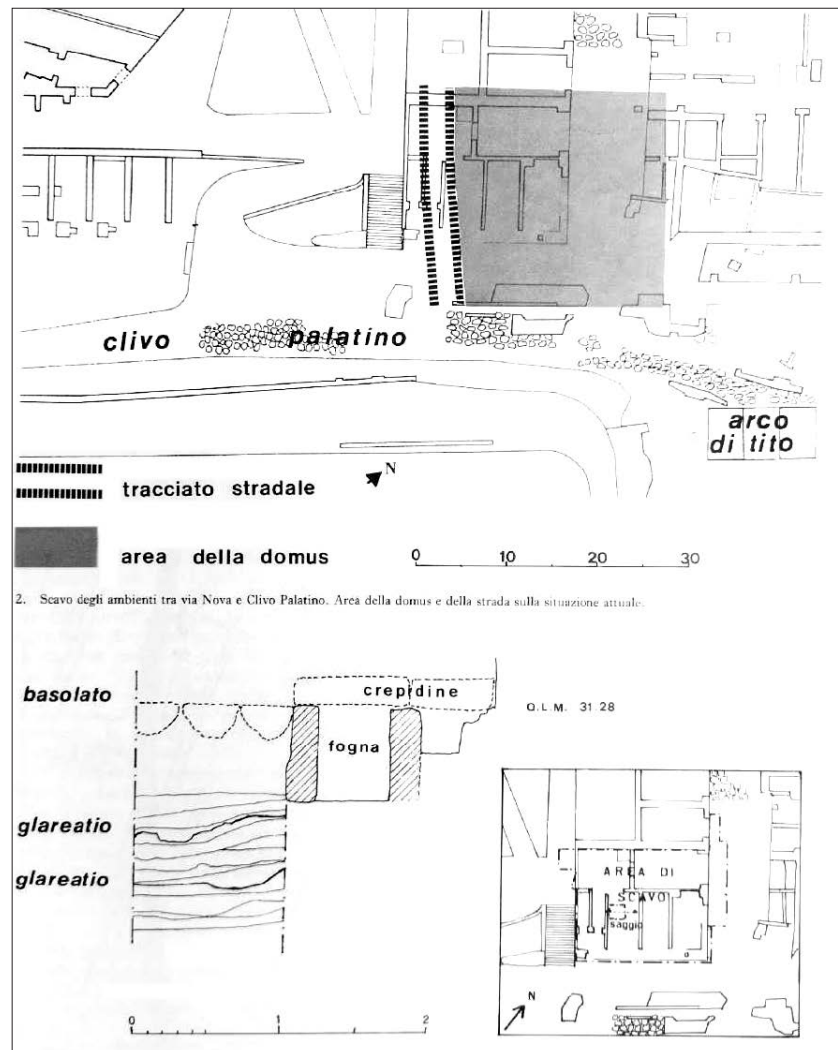 clivo palatino
arco
di tito
tracciato stradale
N
area della domus
0 10 20 30
2. Scavo degli ambienti tra via Nova e Clivo Palatino. Area della domus e della strada sulla situazione attuale.
basolato
crepidine
Q.L.M. 31 28
fogna
glareatio
glareatio
AREA DI
SCAVO
saggio
N
0 1 2